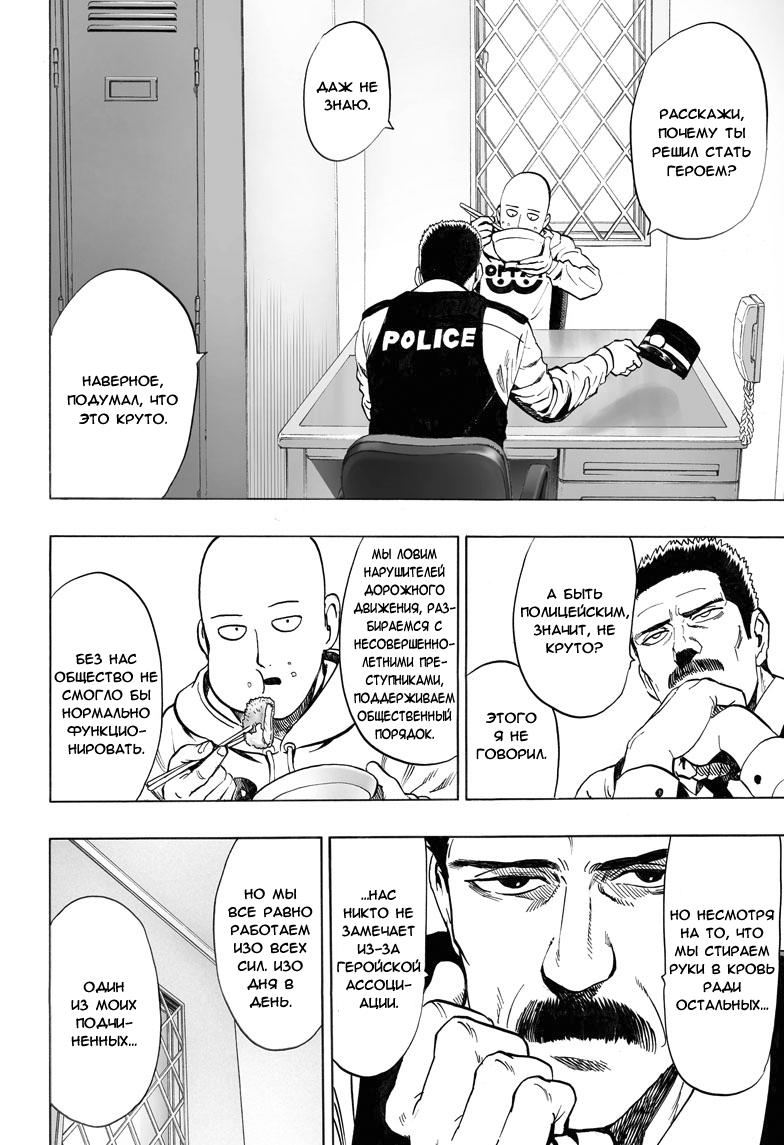 РАССКАЖИ,
ПОЧЕМУ ТЫ
РЕШИЛ СТАТЬ
ГЕРОЕМ?
ДАЖ НЕ
ЗНАЮ.
POLICE
НАВЕРНОЕ,
ПОДУМАЛ, ЧТО
ЭТО КРУТО.
А БЫТЬ
ПОЛИЦЕЙСКИМ,
ЗНАЧИТ, НЕ
КРУТО?
ЭТОГО
Я НЕ
ГОВОРИЛ.
МЫ ЛОВИМ
НАРУШИТЕЛЕЙ
ДОРОЖНОГО
ДВИЖЕНИЯ, РАЗ-
БИРАЕМСЯ С
НЕСОВЕРШЕННО-
ЛЕТНИМИ ПРЕ-
СТУПНИКАМИ,
ПОДДЕРЖИВАЕМ
ОБЩЕСТВЕННЫЙ
ПОРЯДОК.
БЕЗ НАС
ОБЩЕСТВО НЕ
СМОГЛО БЫ
НОРМАЛЬНО
ФУНКЦИО-
НИРОВАТЬ.
НО НЕСМОТРЯ
НА ТО, ЧТО
МЫ СТИРАЕМ
РУКИ В КРОВЬ
РАДИ
ОСТАЛЬНЫХ...
...НАС
НИКТО НЕ
ЗАМЕЧАЕТ
ИЗ-ЗА
ГЕРОЙСКОЙ
АССОЦИ-
АЦИИ.
НО МЫ
ВСЕ РАВНО
РАБОТАЕМ
ИЗО ВСЕХ
СИЛ. ИЗО
ДНЯ В
ДЕНЬ.
ОДИН
ИЗ МОИХ
ПОДЧИ-
НЕННЫХ...